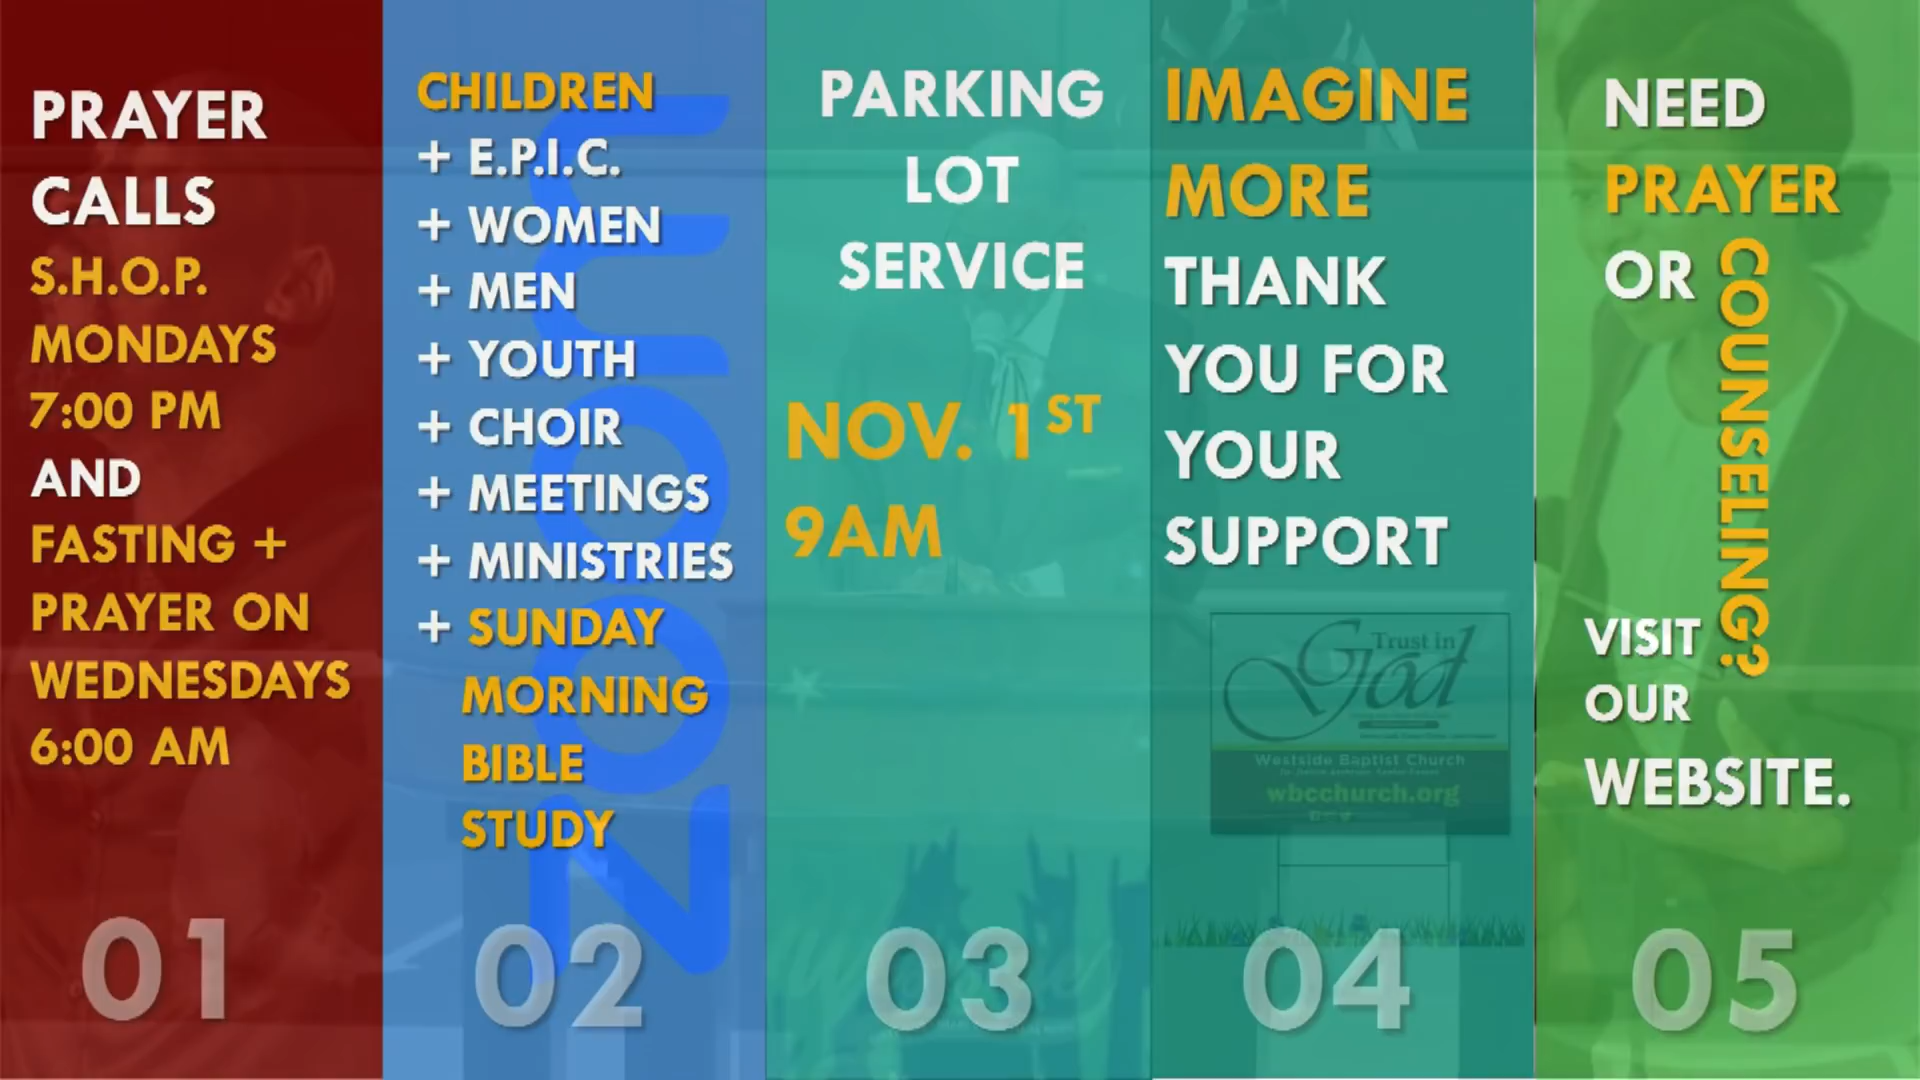 PRAYER
CALLS
S.H.O.P.
MONDAYS
7:00 PM
AND
FASTING +
PRAYER ON
WEDNESDAYS
6:00 AM
01
CHILDREN
+ E.P.I.C.
+ WOMEN
+ MEN
+ YOUTH
+ CHOIR
+ MEETINGS
+ MINISTRIES
+ SUNDAY
MORNING
BIBLE
STUDY
zoom
02
PARKING
LOT
SERVICE
NOV. 1ST
9AM
03
IMAGINE
MORE
THANK
YOU FOR
YOUR
SUPPORT
Trust in
God
Westside Baptist Church
wbcchurch.org
04
NEED
PRAYER
OR
COUNSELING?
VISIT
OUR
WEBSITE.
05